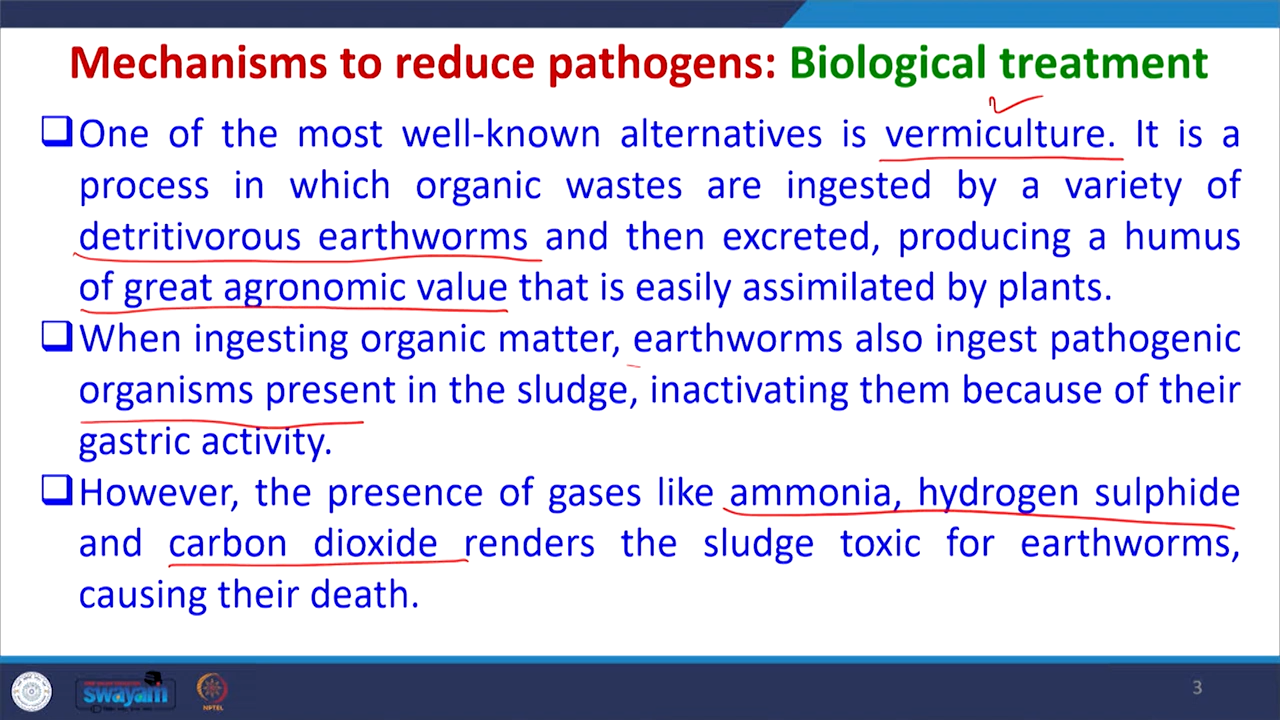 Mechanisms to reduce pathogens: Biological treatment
One of the most well-known alternatives is vermiculture. It is a
process in which organic wastes are ingested by a variety of
detritivorous earthworms and then excreted, producing a humus
of great agronomic value that is easily assimilated by plants.
When ingesting organic matter, earthworms also ingest pathogenic
organisms present in the sludge, inactivating them because of their
gastric activity.
However, the presence of gases like ammonia, hydrogen sulphide
and carbon dioxide renders the sludge toxic for earthworms,
causing their death.
swayam
NPTEL
3